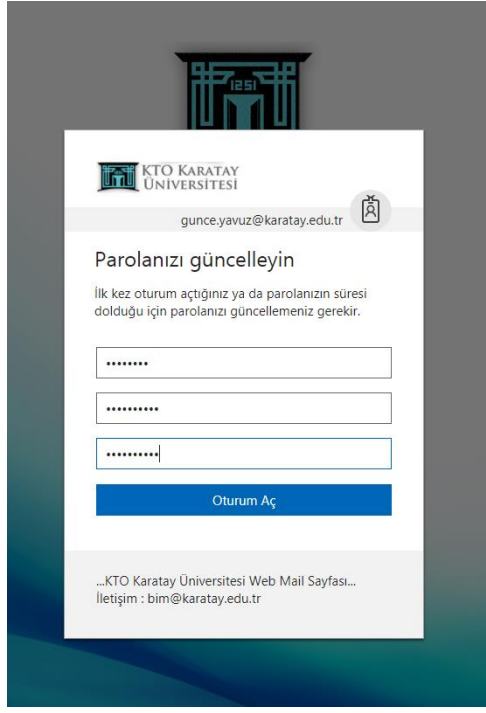 1251
KTO KARATAY
ÜNİVERSİTESİ
gunce.yavuz@karatay.edu.tr
Parolanızı güncelleyin
İlk kez oturum açtığınız ya da parolanızın süresi
dolduğu için parolanızı güncellemeniz gerekir.
••••••••
••••••••••
••••••••••
Oturum Aç
...KTO Karatay Üniversitesi Web Mail Sayfası...
İletişim : bim@karatay.edu.tr